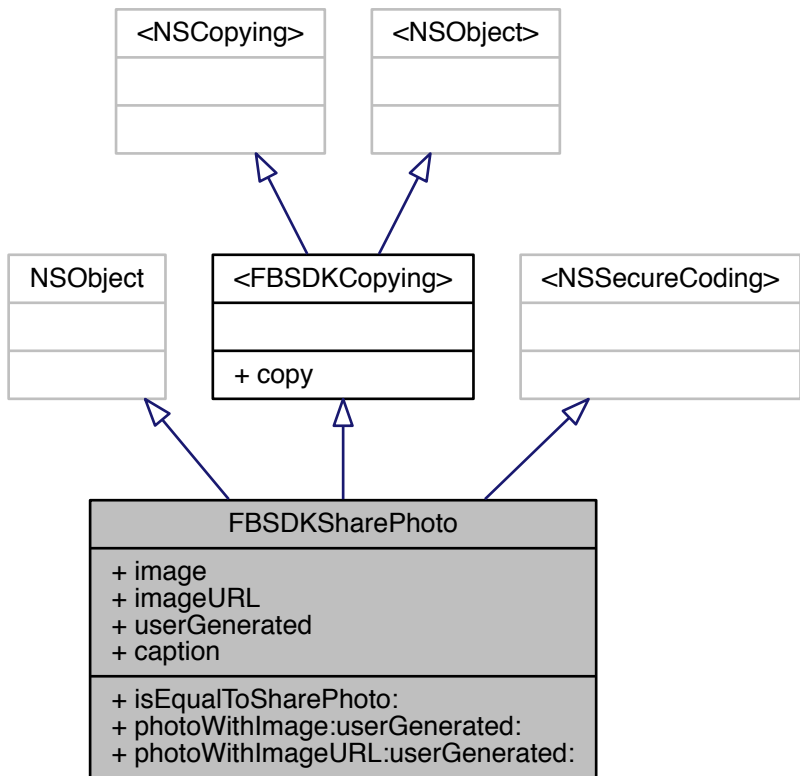 <NSCopying>
<NSObject>
NSObject
<FBSDKCopying>
+ copy
<NSSecureCoding>
FBSDKSharePhoto
+ image
+ imageURL
+ userGenerated
+ caption
+ isEqualToSharePhoto:
+ photoWithImage:userGenerated:
+ photoWithImageURL:userGenerated: